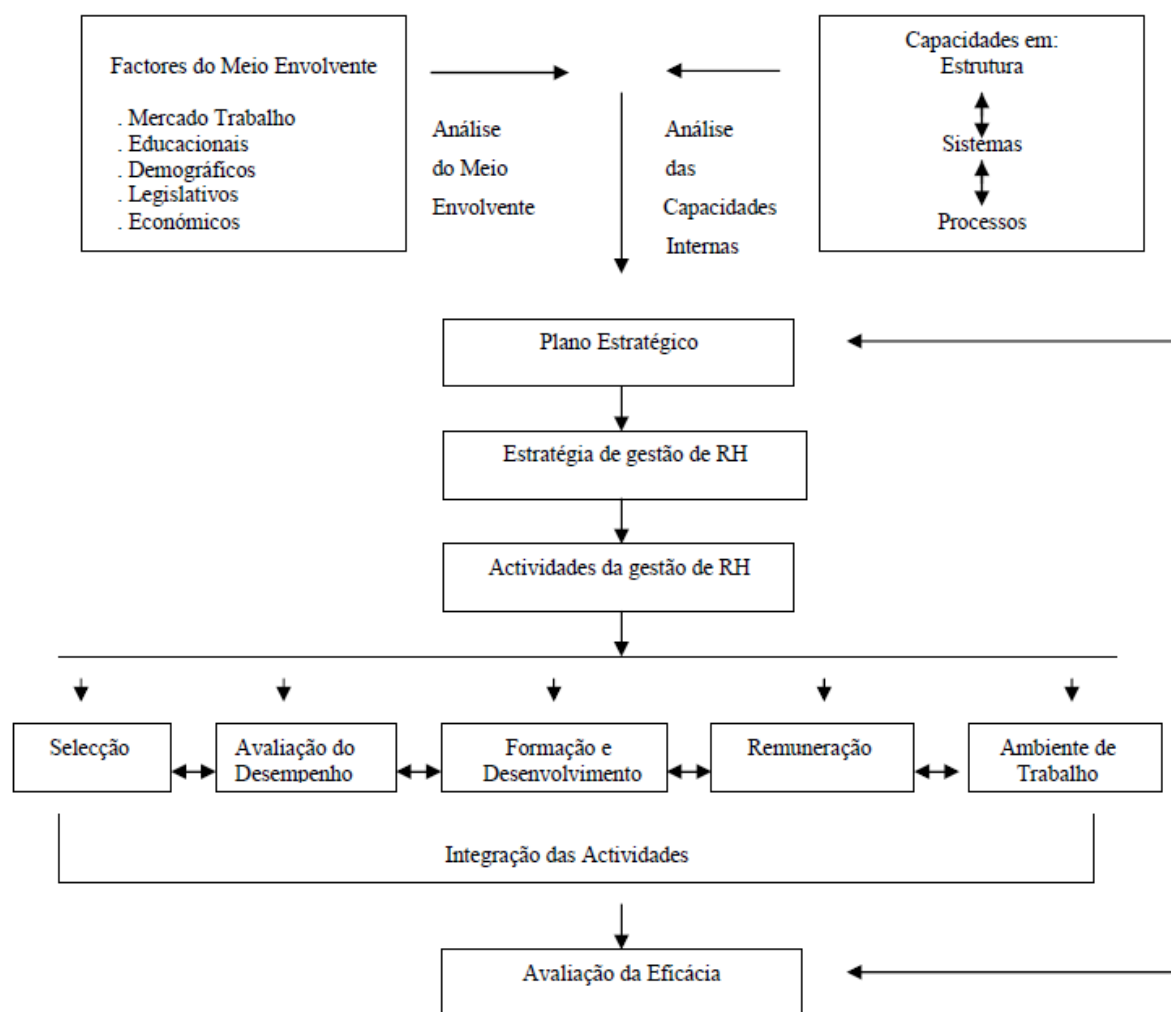 Factores do Meio Envolvente
. Mercado Trabalho
. Educacionais
. Demográficos
. Legislativos
. Económicos
Análise
do Meio
Envolvente
Análise
das
Capacidades
Internas
Capacidades em:
Estrutura
Sistemas
Processos
Plano Estratégico
Estratégia de gestão de RH
Actividades da gestão de RH
Selecção
Avaliação do
Desempenho
Formação e
Desenvolvimento
Remuneração
Ambiente de
Trabalho
Integração das Actividades
Avaliação da Eficácia